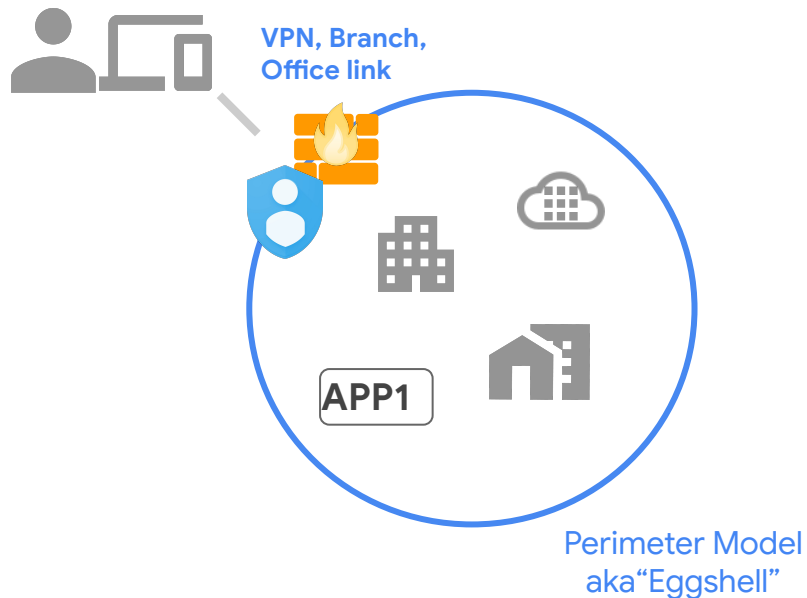 VPN, Branch,
Office link
APP1
Perimeter Model
aka“Eggshell”